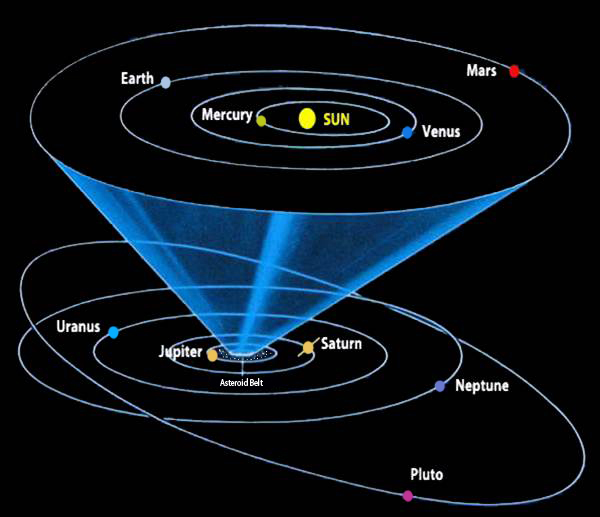 Mars
Earth
Mercury
SUN
Venus
Uranus
Jupiter
Saturn
Asteroid Belt
Neptune
Pluto